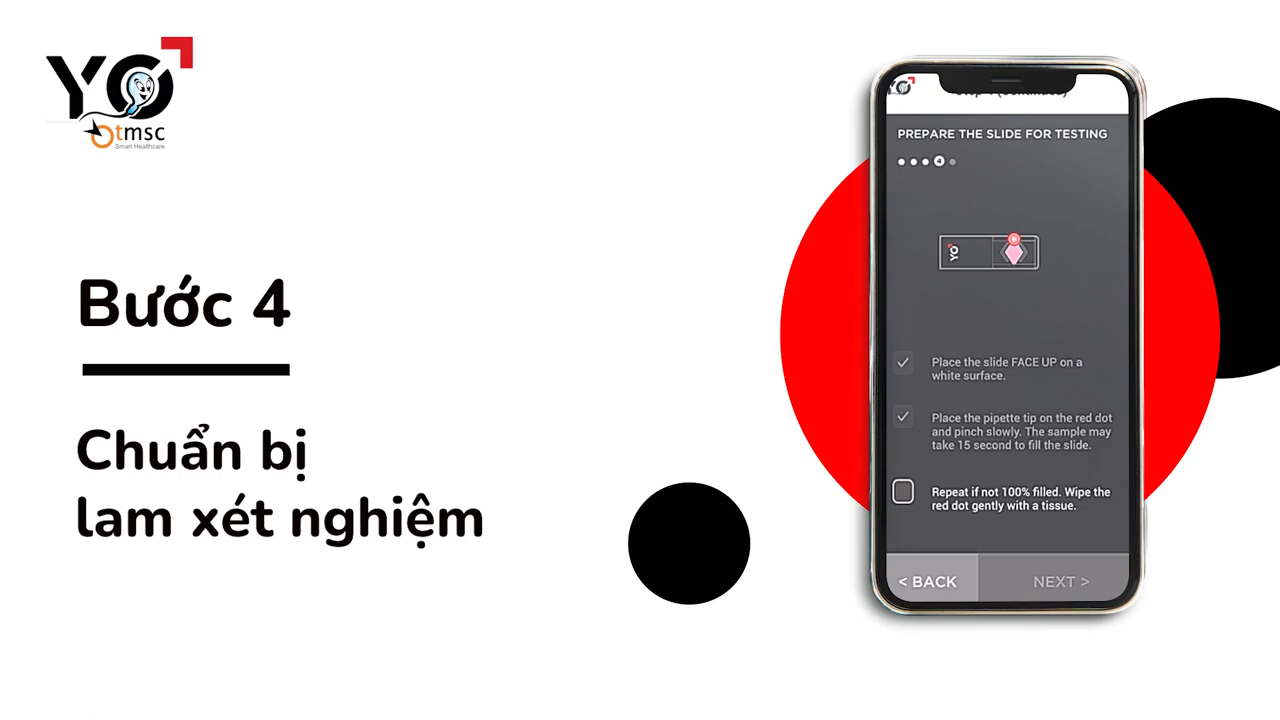 YO
tmsc
Smart Healthcare
Bước 4
Chuẩn bị
lam xét nghiệm
PREPARE THE SLIDE FOR TESTING
4
YO
Place the slide FACE UP on a
white surface.
Place the pipette tip on the red dot
and pinch slowly. The sample may
take 15 second to fill the slide.
Repeat if not 100% filled. Wipe the
red dot gently with a tissue.
< BACK
NEXT >